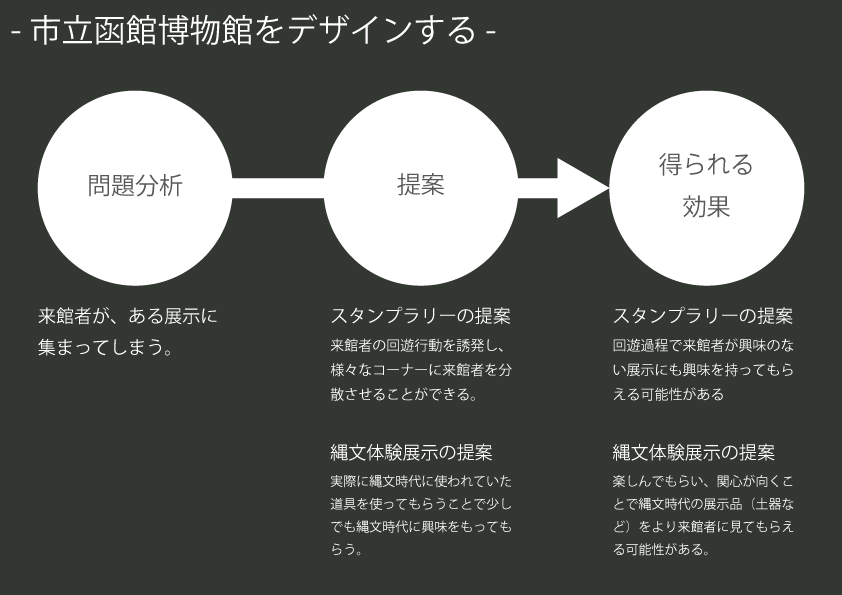 - 市立函館博物館をデザインする -
問題分析
提案
得られる
効果
来館者が、ある展示に
集まってしまう。
スタンプラリーの提案
来館者の回遊行動を誘発し、
様々なコーナーに来館者を分
散させることができる。
縄文体験展示の提案
実際に縄文時代に使われていた
道具を使ってもらうことで少し
でも縄文時代に興味をもっても
らう。
スタンプラリーの提案
回遊過程で来館者が興味のな
い展示にも興味を持ってもら
える可能性がある
縄文体験展示の提案
楽しんでもらい、関心が向くこ
とで縄文時代の展示品（土器な
ど）をより来館者に見てもらえ
る可能性がある。